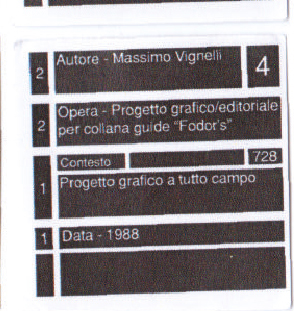 2 Autore - Massimo Vignelli 4
2 Opera - Progetto grafico/editoriale
per collana guide "Fodor's"
Contesto 728
1 Progetto grafico a tutto campo
1 Data - 1988